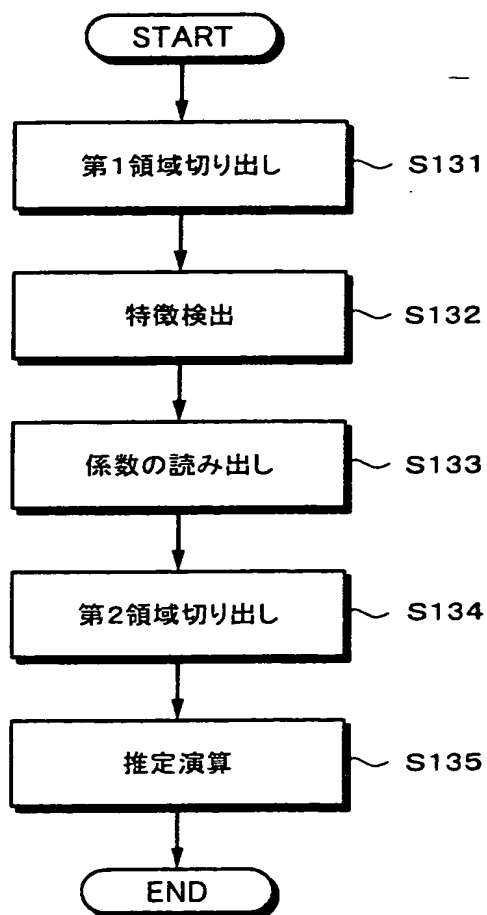 START
第1領域切り出し
S131
特徴検出
S132
係数の読み出し
S133
第2領域切り出し
S134
推定演算
S135
END